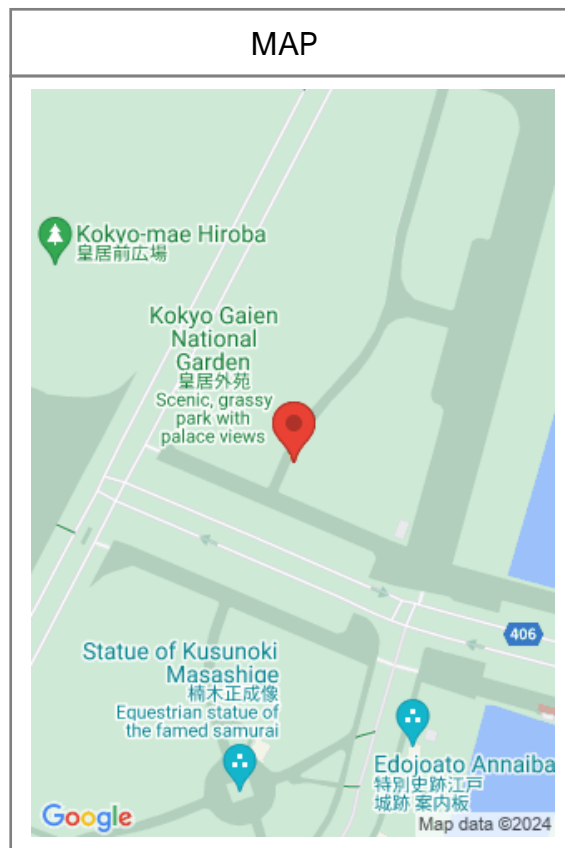 MAP
Kokyo-mae Hiroba
皇居前広場
Kokyo Gaien
National
Garden
皇居外苑
Scenic, grassy
park with
palace views
406
Statue of Kusunoki
Masashige
楠木正成像
Equestrian statue of
the famed samurai
Edojoato Annaiba
特別史跡江戸
城跡 案内板
Google
Map data ©2024